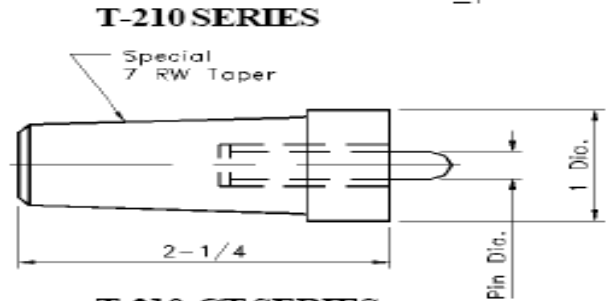 T-210 SERIES
Special
7 RW Taper
1 Dia.
Pin Dia.
2-1/4